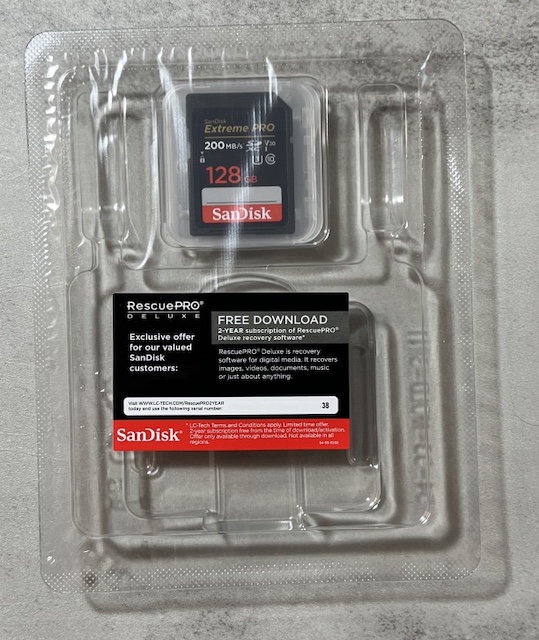 SanDisk
Extreme PRO
200 MB/s XC I V30
U3 C10
128 GB
SanDisk
RescuePRO®
DELUXE
Exclusive offer
for our valued
SanDisk
customers:
FREE DOWNLOAD
2-YEAR subscription of RescuePRO®
Deluxe recovery software*
RescuePRO® Deluxe is recovery
software for digital media. It recovers
images, videos, documents, music
or just about anything.
Visit WWW.LC-TECH.COM/RescuePRO2YEAR
today and use the following serial number:
38
SanDisk®
* LC-Tech Terms and Conditions apply. Limited time offer.
2-year subscription free from the time of download/activation.
Offer only available through download. Not available in all
regions.